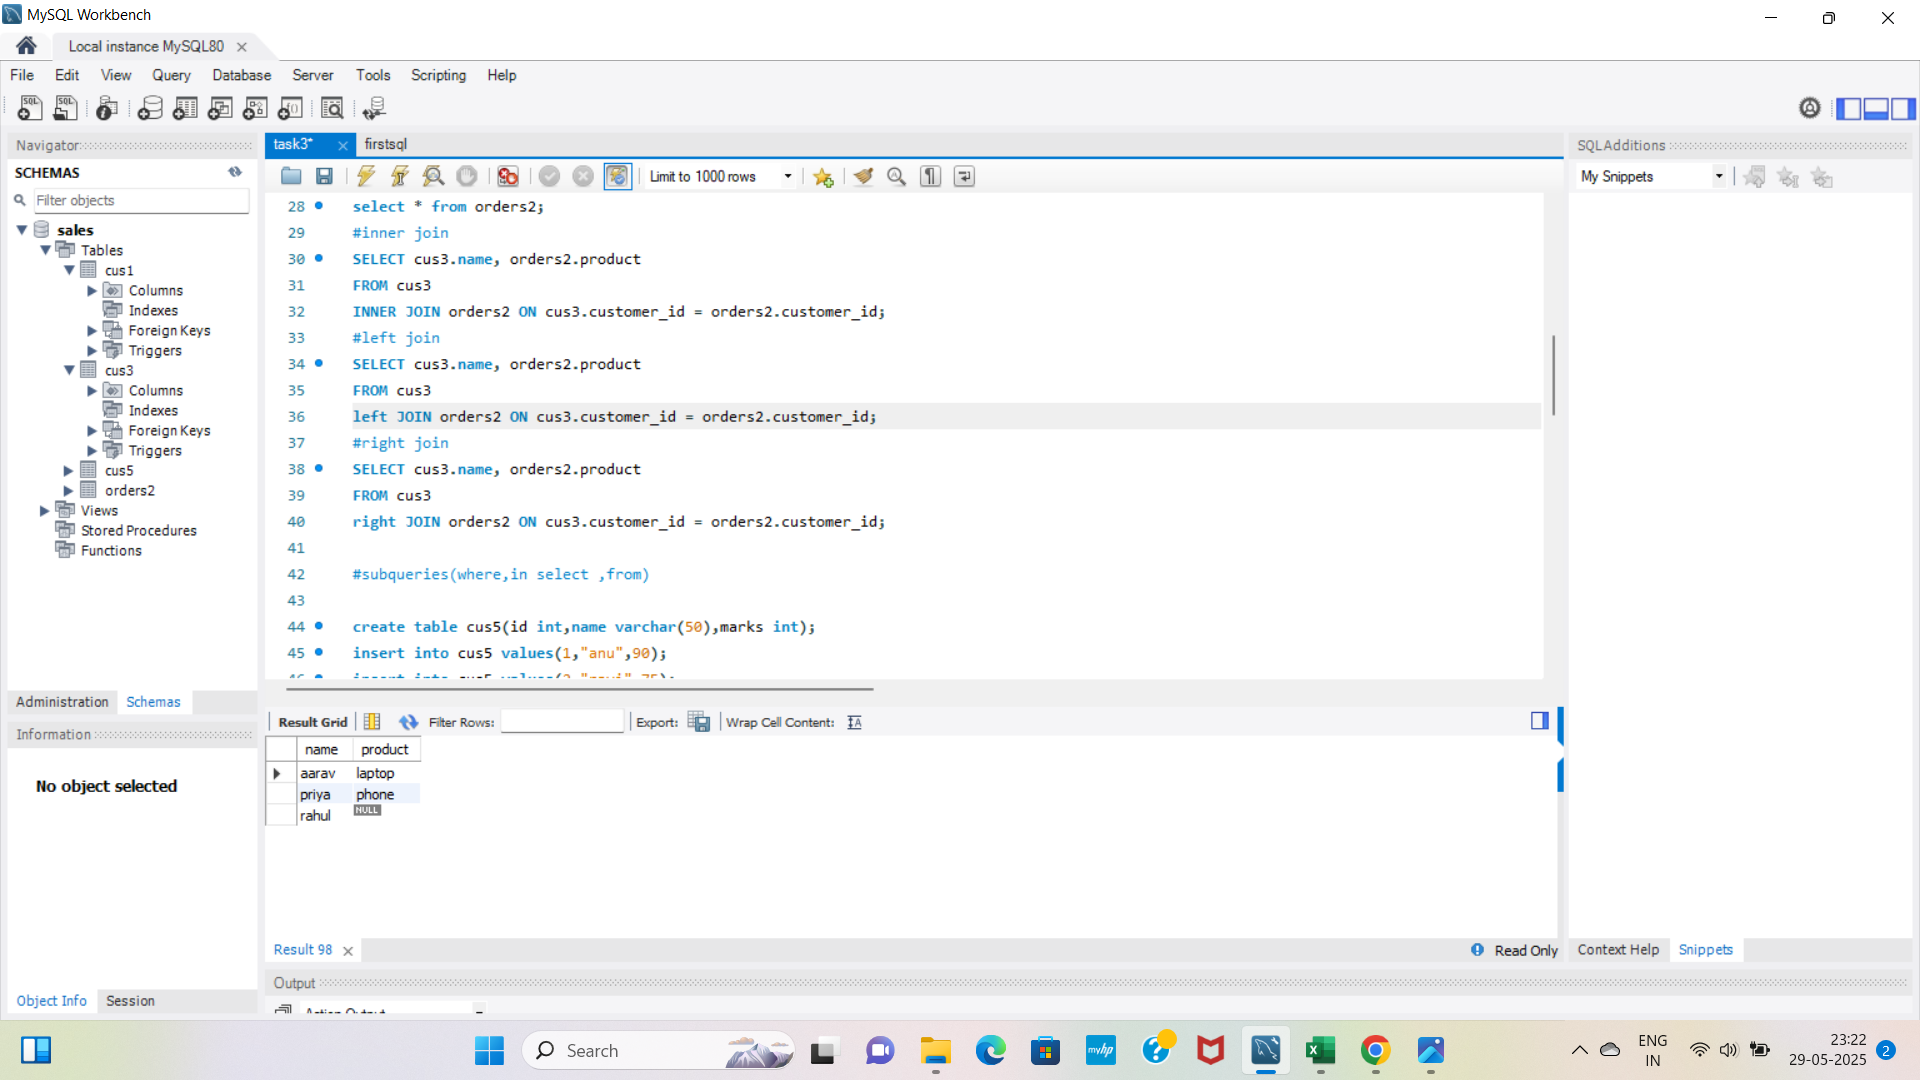 MySQL Workbench
Local instance MySQL80
File Edit View Query Database Server Tools Scripting Help
Navigator
SCHEMAS
Filter objects
sales
Tables
cus1
Columns
Indexes
Foreign Keys
Triggers
cus3
Columns
Indexes
Foreign Keys
Triggers
cus5
orders2
Views
Stored Procedures
Functions
Administration Schemas
Information
No object selected
Object Info Session
task3* firstsql
Limit to 1000 rows
28 select * from orders2;
29 #inner join
30 SELECT cus3.name, orders2.product
31 FROM cus3
32 INNER JOIN orders2 ON cus3.customer_id = orders2.customer_id;
33 #left join
34 SELECT cus3.name, orders2.product
35 FROM cus3
36 left JOIN orders2 ON cus3.customer_id = orders2.customer_id;
37 #right join
38 SELECT cus3.name, orders2.product
39 FROM cus3
40 right JOIN orders2 ON cus3.customer_id = orders2.customer_id;
41
42 #subqueries(where,in select ,from)
43
44 create table cus5(id int,name varchar(50),marks int);
45 insert into cus5 values(1,"anu",90);
Result Grid Filter Rows: Export: Wrap Cell Content:
name product
aarav laptop
priya phone
rahul NULL
Result 98
Read Only
Output
Action Output
SQLAdditions
My Snippets
Context Help Snippets
Search
myhp
ENG
IN
23:22
29-05-2025
2